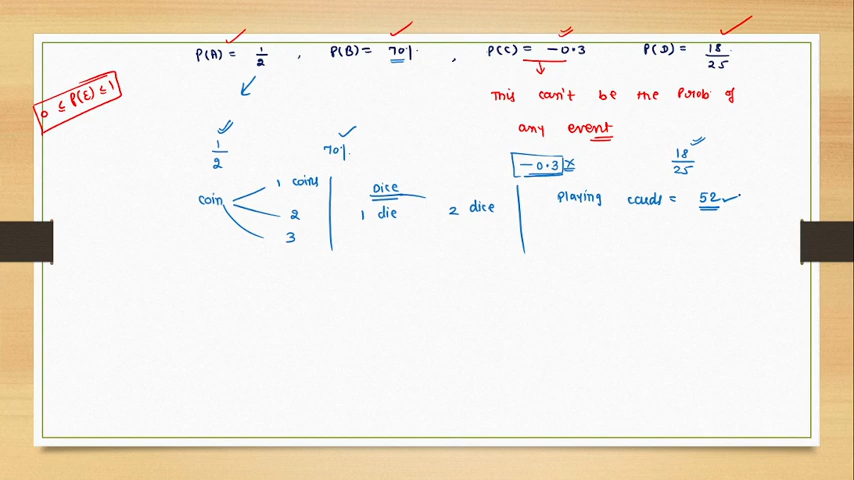 P(A) = 1/2 , P(B) = 70% , P(C) = -0.3 P(D) = 18/25
0 ≤ P(E) ≤ 1
This can't be the Prob of
any event
1/2 70% -0.3 x 18/25
coin 1 coins Dice Playing cards = 52
2 1 die 2 dice
3